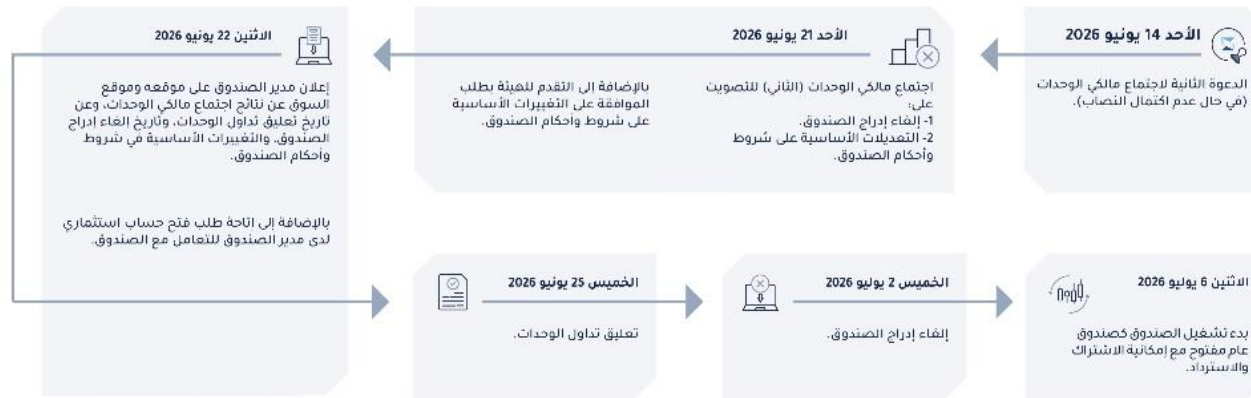 الأحد 14 يونيو 2026
الدعوة الثانية لاجتماع مالكي الوحدات
(في حال عدم اكتمال النصاب).
الأحد 21 يونيو 2026
اجتماع مالكي الوحدات (الثاني) للتصويت
على:
1- إلغاء إدراج الصندوق.
2- التعديلات الأساسية على شروط
وأحكام الصندوق.
بالإضافة إلى التقدم للهيئة بطلب
الموافقة على التغييرات الأساسية
على شروط وأحكام الصندوق.
الاثنين 22 يونيو 2026
إعلان مدير الصندوق على موقعه وموقع
السوق عن نتائج اجتماع مالكي الوحدات، وعن
تاريخ تعليق تداول الوحدات، وتاريخ إلغاء إدراج
الصندوق، والتغييرات الأساسية في شروط
وأحكام الصندوق.
بالإضافة إلى اتاحة طلب فتح حساب استثماري
لدى مدير الصندوق للتعامل مع الصندوق.
الخميس 25 يونيو 2026
تعليق تداول الوحدات.
الخميس 2 يوليو 2026
إلغاء إدراج الصندوق.
الاثنين 6 يوليو 2026
بدء تشغيل الصندوق كصندوق
عام مفتوح مع إمكانية الاشتراك
والاسترداد.